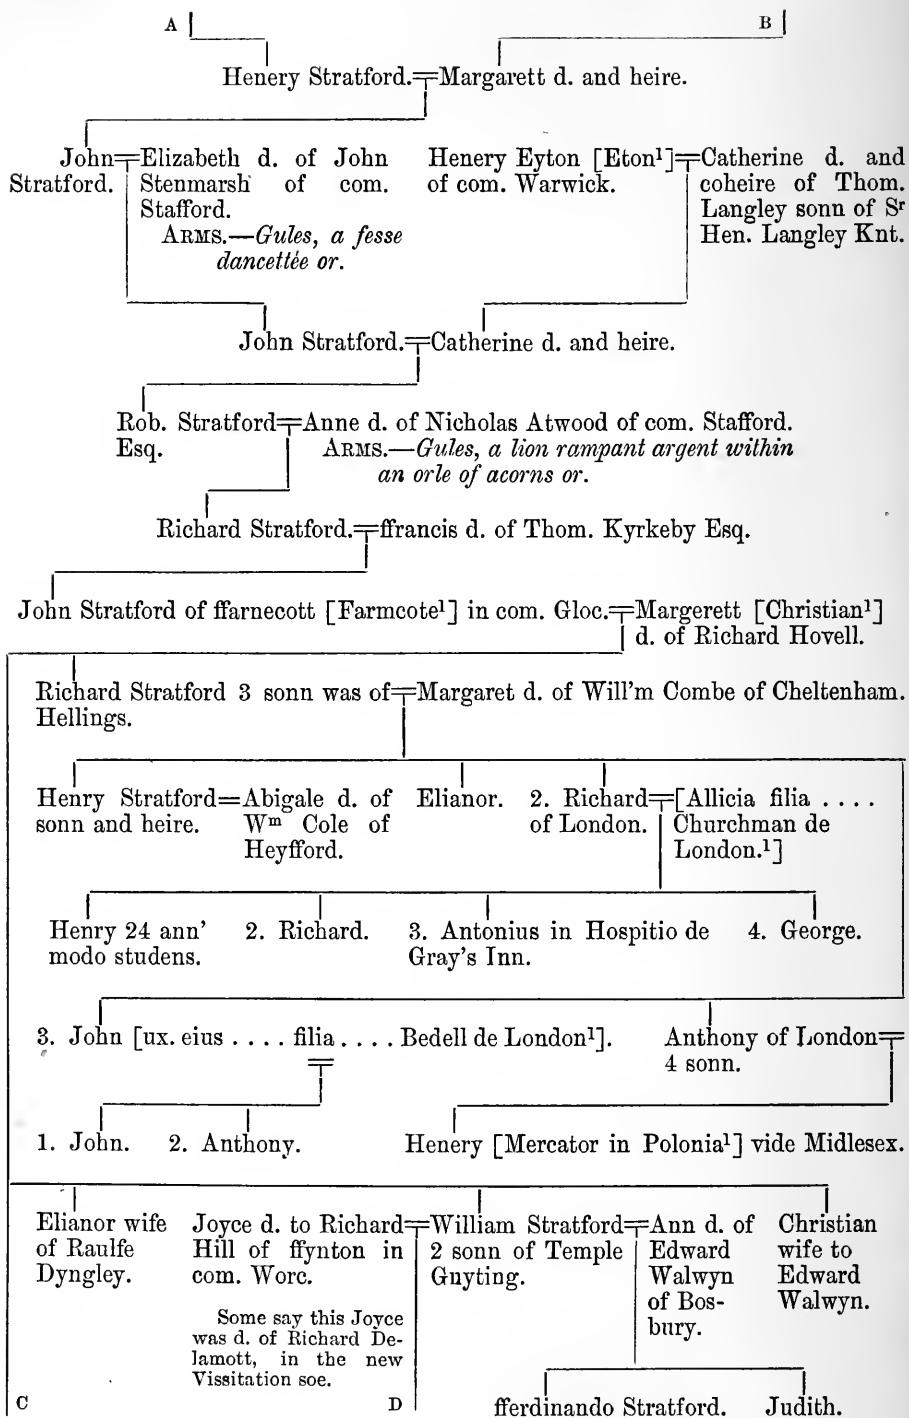 A B
Henery Stratford.=Margarett d. and heire.
John=Elizabeth d. of John Henery Eyton [Eton¹]=Catherine d. and
Stratford. Stenmarsh of com. of com. Warwick. coheire of Thom.
Stafford. Langley sonn of Sʳ
ARMS.—Gules, a fesse Hen. Langley Knt.
dancettée or.
John Stratford.=Catherine d. and heire.
Rob. Stratford=Anne d. of Nicholas Atwood of com. Stafford.
Esq. ARMS.—Gules, a lion rampant argent within
an orle of acorns or.
Richard Stratford.=ffrancis d. of Thom. Kyrkeby Esq.
John Stratford of ffarnecott [Farmcote¹] in com. Gloc.=Margerett [Christian¹]
d. of Richard Hovell.
Richard Stratford 3 sonn was of=Margaret d. of Will'm Combe of Cheltenham.
Hellings.
Henry Stratford=Abigale d. of Elianor. 2. Richard=[Allicia filia . . . .
sonn and heire. Wᵐ Cole of of London. Churchman de
Heyfford. London.¹]
Henry 24 ann' 2. Richard. 3. Antonius in Hospitio de 4. George.
modo studens. Gray's Inn.
3. John [ux. eius . . . . filia . . . . Bedell de London¹]. Anthony of London=
4 sonn.
1. John. 2. Anthony. Henery [Mercator in Polonia¹] vide Midlesex.
Elianor wife Joyce d. to Richard=William Stratford=Ann d. of Christian
of Raulfe Hill of ffynton in 2 sonn of Temple Edward wife to
Dyngley. com. Worc. Guyting. Walwyn Edward
of Bos- Walwyn.
Some say this Joyce bury.
was d. of Richard De-
lamott, in the new
Vissitation soe.
C D
fferdinando Stratford. Judith.